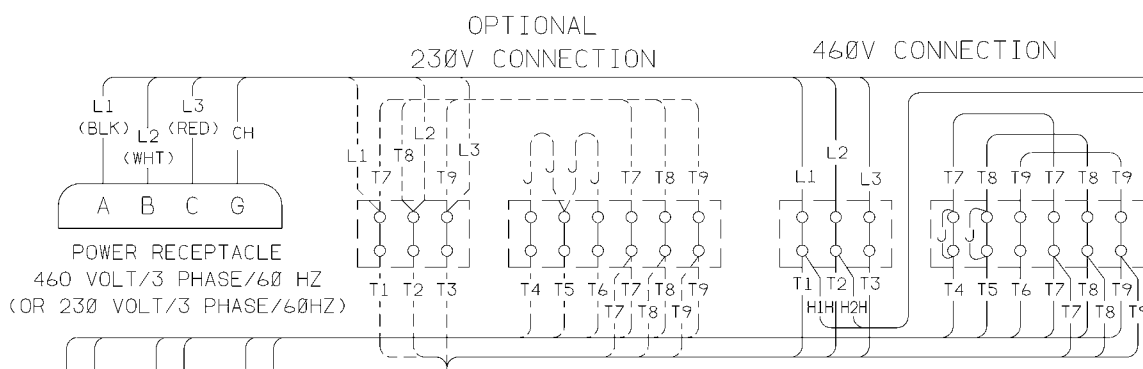 OPTIONAL
230V CONNECTION
460V CONNECTION
L1
(BLK)
L2
(WHT)
L3
(RED)
CH
A B C G
POWER RECEPTACLE
460 VOLT/3 PHASE/60 HZ
(OR 230 VOLT/3 PHASE/60HZ)
L1 T8 L2 L3
T7 T9
J J J J T7 T8 T9
L1 L2 L3
T7 T8 T9 T7 T8 T9
J J
T1 T2 T3
T4 T5 T6 T7 T8 T9
T7 T8 T9
T1 T2 T3
H1H H2H
T4 T5 T6 T7 T8 T9
T7 T8 T9